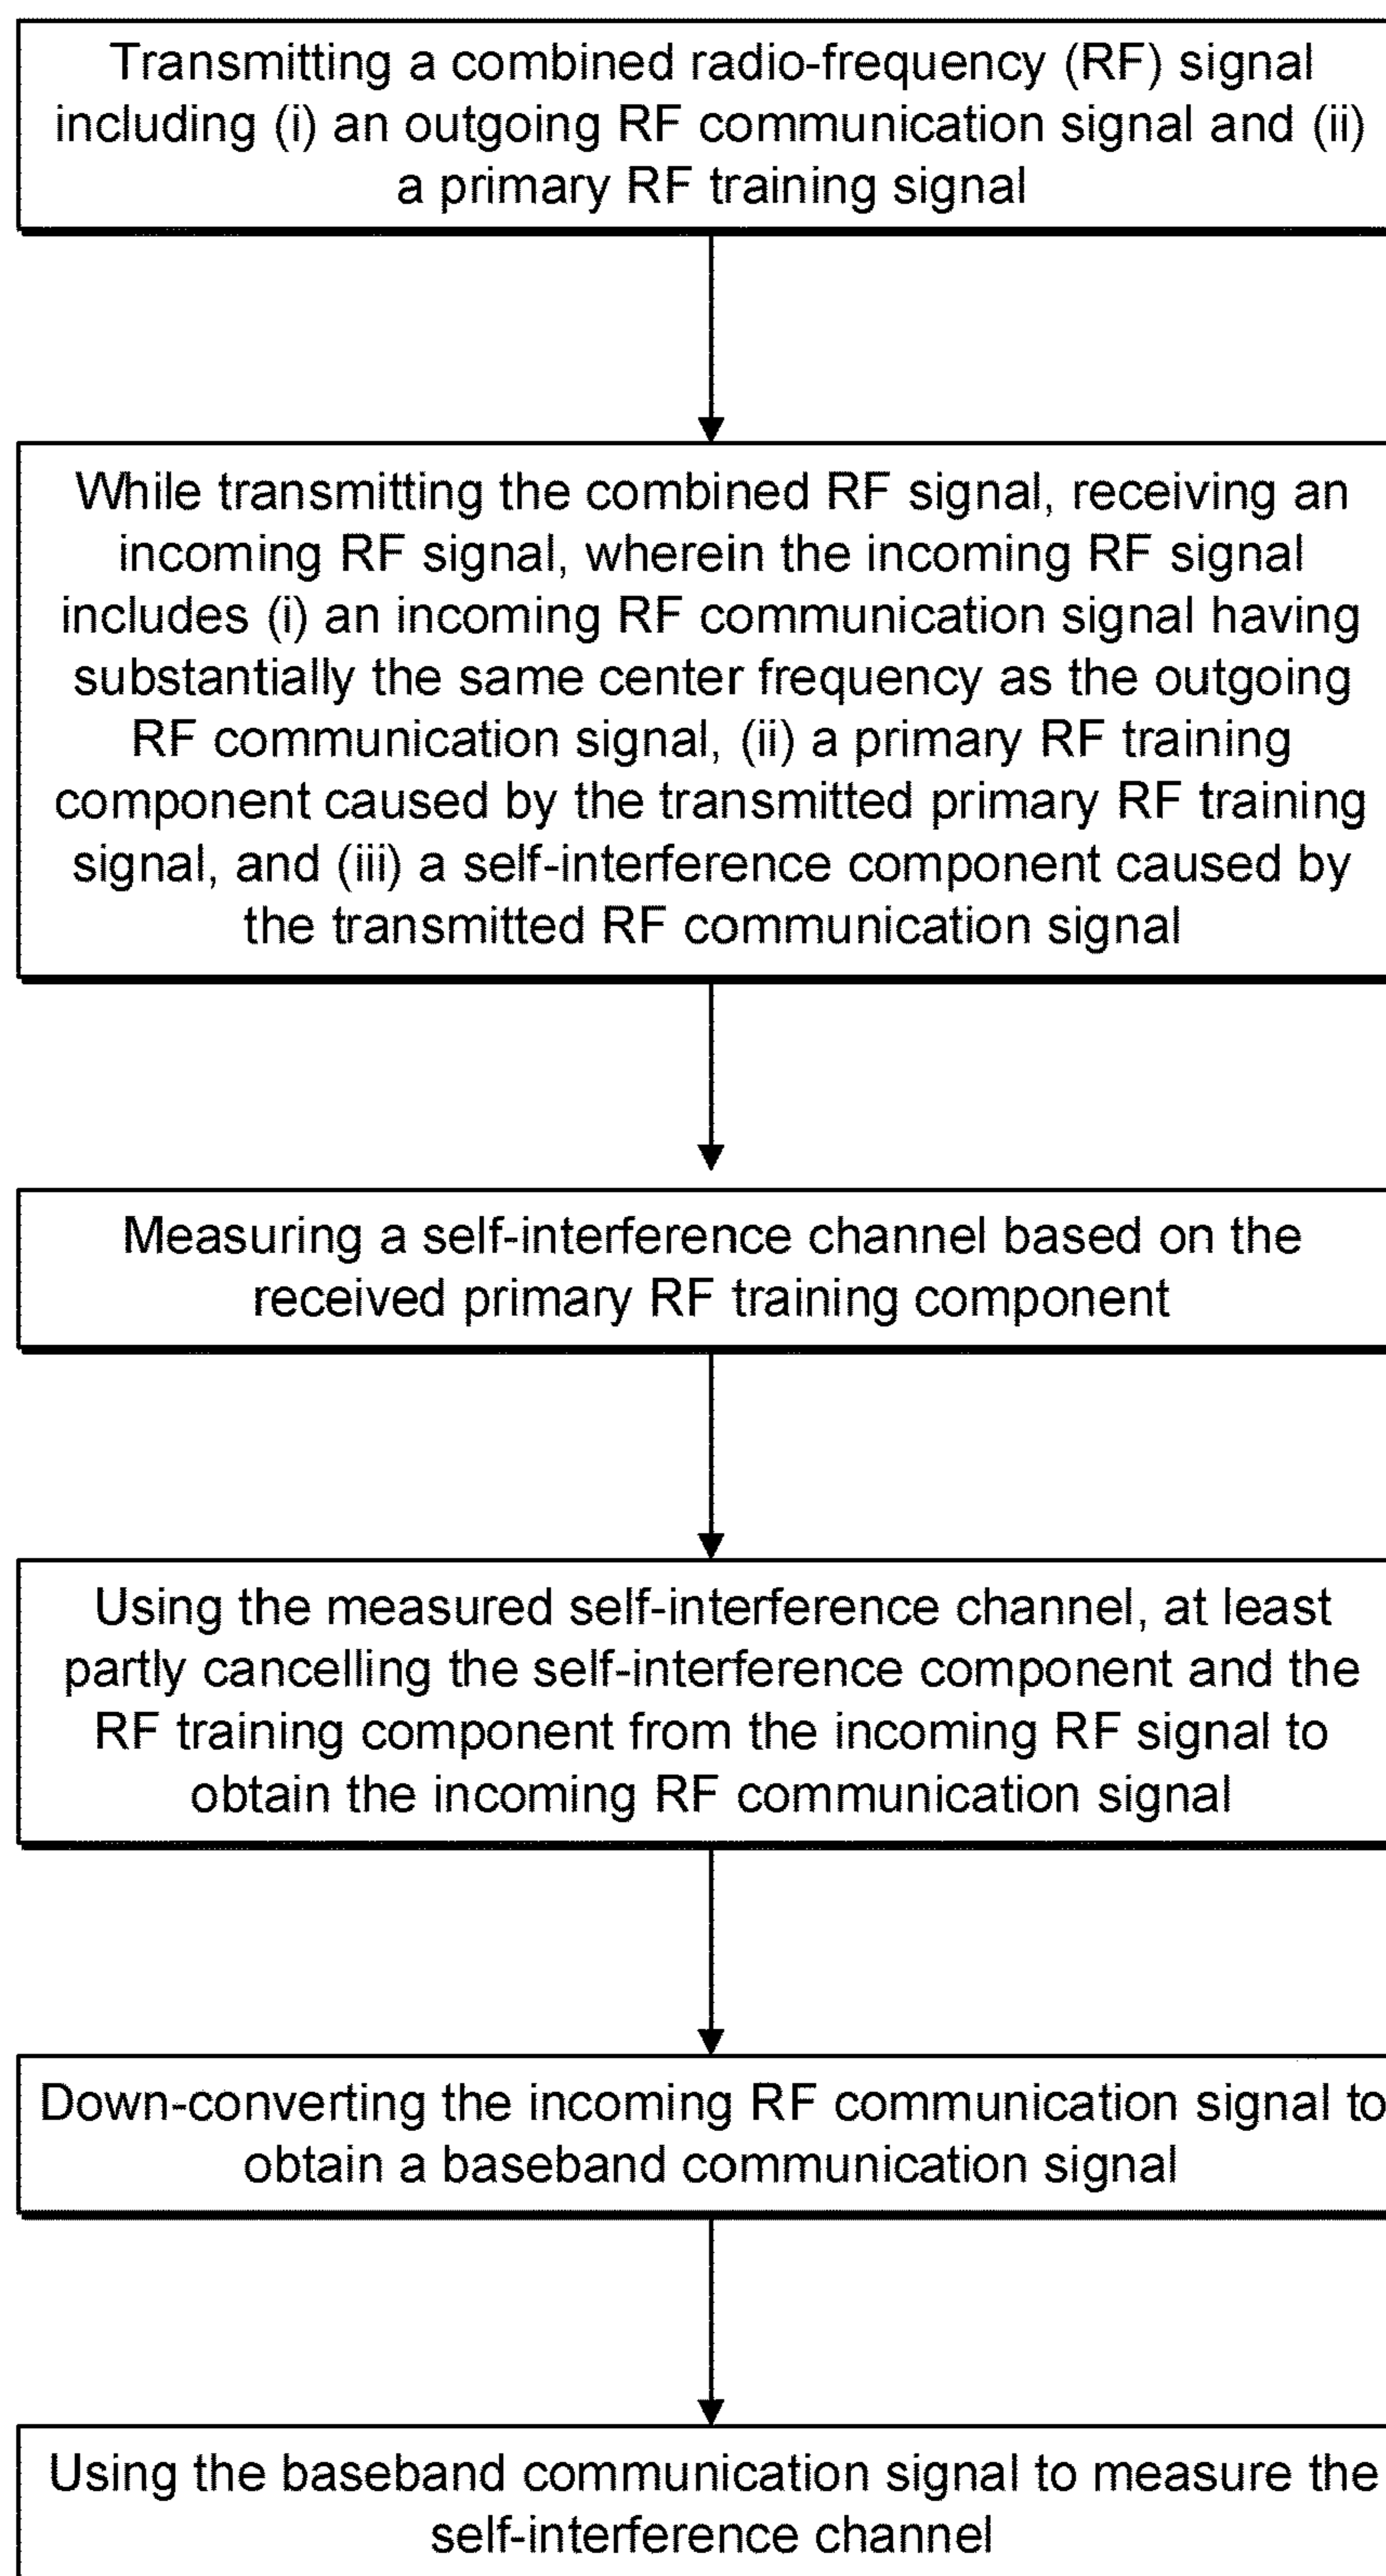 Transmitting a combined radio-frequency (RF) signal
including (i) an outgoing RF communication signal and (ii)
a primary RF training signal
While transmitting the combined RF signal, receiving an
incoming RF signal, wherein the incoming RF signal
includes (i) an incoming RF communication signal having
substantially the same center frequency as the outgoing
RF communication signal, (ii) a primary RF training
component caused by the transmitted primary RF training
signal, and (iii) a self-interference component caused by
the transmitted RF communication signal
Measuring a self-interference channel based on the
received primary RF training component
Using the measured self-interference channel, at least
partly cancelling the self-interference component and the
RF training component from the incoming RF signal to
obtain the incoming RF communication signal
Down-converting the incoming RF communication signal to
obtain a baseband communication signal
Using the baseband communication signal to measure the
self-interference channel